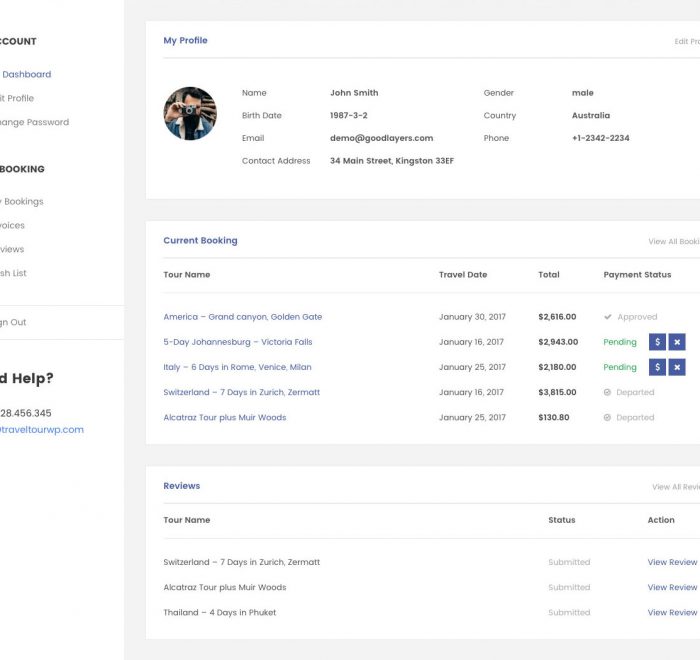 CCOUNT
Dashboard
it Profile
ange Password
BOOKING
y Bookings
voices
views
sh List
gn Out
d Help?
28.456.345
traveltourwp.com
My Profile Edit Pro
Name John Smith Gender male
Birth Date 1987-3-2 Country Australia
Email demo@goodlayers.com Phone +1-2342-2234
Contact Address 34 Main Street, Kingston 33EF
Current Booking View All Booki
Tour Name Travel Date Total Payment Status
America – Grand canyon, Golden Gate January 30, 2017 $2,616.00 Approved
5-Day Johannesburg – Victoria Falls January 16, 2017 $2,943.00 Pending $
Italy – 6 Days in Rome, Venice, Milan January 25, 2017 $2,180.00 Pending $
Switzerland – 7 Days in Zurich, Zermatt January 16, 2017 $3,815.00 Departed
Alcatraz Tour plus Muir Woods January 25, 2017 $130.80 Departed
Reviews View All Revie
Tour Name Status Action
Switzerland – 7 Days in Zurich, Zermatt Submitted View Review
Alcatraz Tour plus Muir Woods Submitted View Review
Thailand – 4 Days in Phuket Submitted View Review